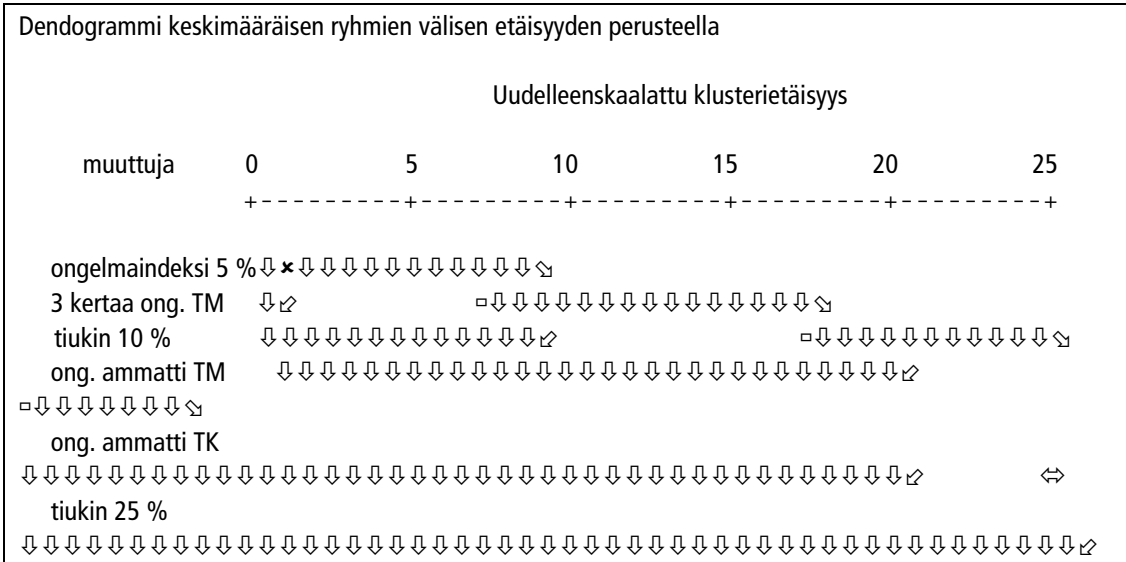 Dendogrammi keskimääräisen ryhmien välisen etäisyyden perusteella
Uudelleenskaalattu klusterietäisyys
muuttuja 0 5 10 15 20 25
+---------+---------+---------+---------+---------+
ongelmaindeksi 5 % ⇩×⇩⇩⇩⇩⇩⇩⇩⇩⇩⇩⇩⬂
3 kertaa ong. TM ⇩⬃ ▫⇩⇩⇩⇩⇩⇩⇩⇩⇩⇩⇩⇩⇩⇩⇩⬂
tiukin 10 % ⇩⇩⇩⇩⇩⇩⇩⇩⇩⇩⇩⇩⇩⬃ ▫⇩⇩⇩⇩⇩⇩⇩⇩⇩⇩⇩⬂
ong. ammatti TM ⇩⇩⇩⇩⇩⇩⇩⇩⇩⇩⇩⇩⇩⇩⇩⇩⇩⇩⇩⇩⇩⇩⇩⇩⇩⇩⇩⇩⇩⬃
▫⇩⇩⇩⇩⇩⇩⇩⬂
ong. ammatti TK
⇩⇩⇩⇩⇩⇩⇩⇩⇩⇩⇩⇩⇩⇩⇩⇩⇩⇩⇩⇩⇩⇩⇩⇩⇩⇩⇩⇩⇩⇩⇩⇩⇩⇩⇩⇩⇩⇩⇩⇩⇩⬃ ⬄
tiukin 25 %
⇩⇩⇩⇩⇩⇩⇩⇩⇩⇩⇩⇩⇩⇩⇩⇩⇩⇩⇩⇩⇩⇩⇩⇩⇩⇩⇩⇩⇩⇩⇩⇩⇩⇩⇩⇩⇩⇩⇩⇩⇩⇩⇩⇩⇩⇩⇩⇩⇩⬃